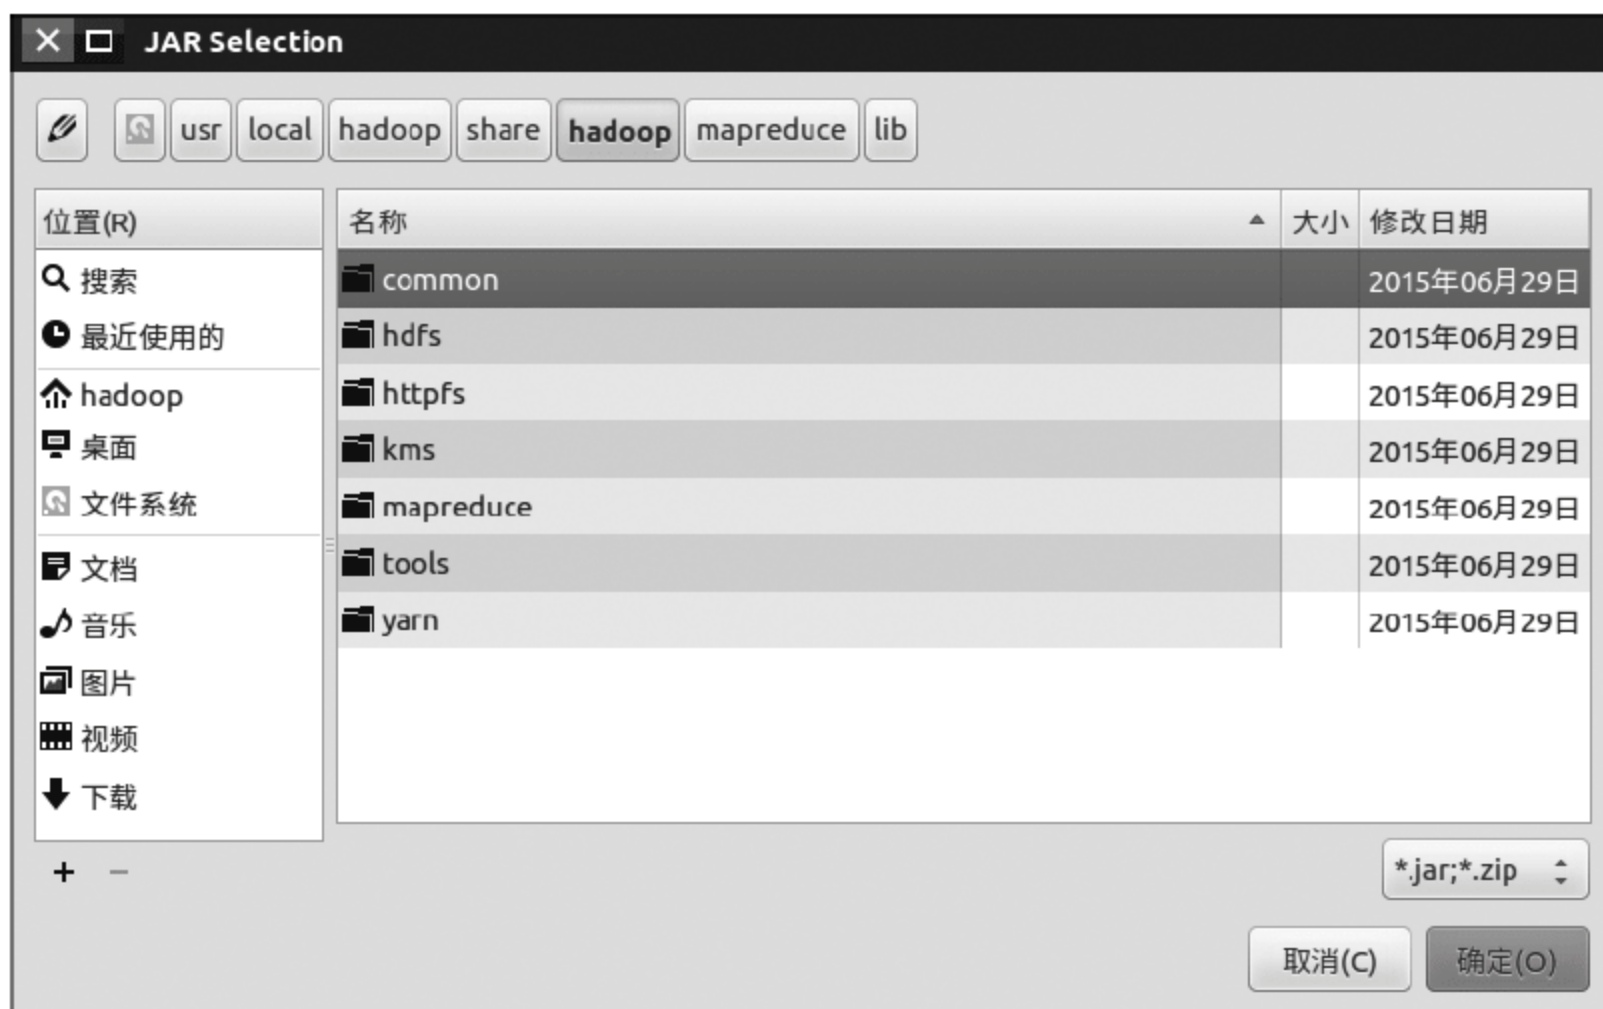 JAR Selection
usr local hadoop share hadoop mapreduce lib
位置(R)
搜索
最近使用的
hadoop
桌面
文件系统
文档
音乐
图片
视频
下载
+ −
名称 大小 修改日期
common 2015年06月29日
hdfs 2015年06月29日
httpfs 2015年06月29日
kms 2015年06月29日
mapreduce 2015年06月29日
tools 2015年06月29日
yarn 2015年06月29日
*.jar;*.zip
取消(C) 确定(O)